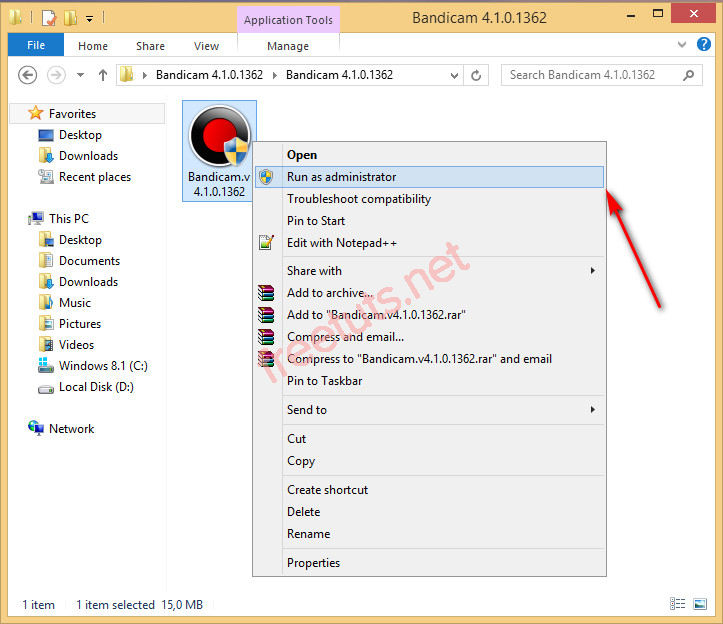 Application Tools
Bandicam 4.1.0.1362
File
Home
Share
View
Manage
Bandicam 4.1.0.1362
Bandicam 4.1.0.1362
Search Bandicam 4.1.0.1362
Favorites
Desktop
Downloads
Recent places
This PC
Desktop
Documents
Downloads
Music
Pictures
Videos
Windows 8.1 (C:)
Local Disk (D:)
Network
Bandicam.v
4.1.0.1362
Open
Run as administrator
Troubleshoot compatibility
Pin to Start
Edit with Notepad++
Share with
Add to archive...
Add to "Bandicam.v4.1.0.1362.rar"
Compress and email...
Compress to "Bandicam.v4.1.0.1362.rar" and email
Pin to Taskbar
Send to
Cut
Copy
Create shortcut
Delete
Rename
Properties
freetuts.net
1 item
1 item selected 15,0 MB